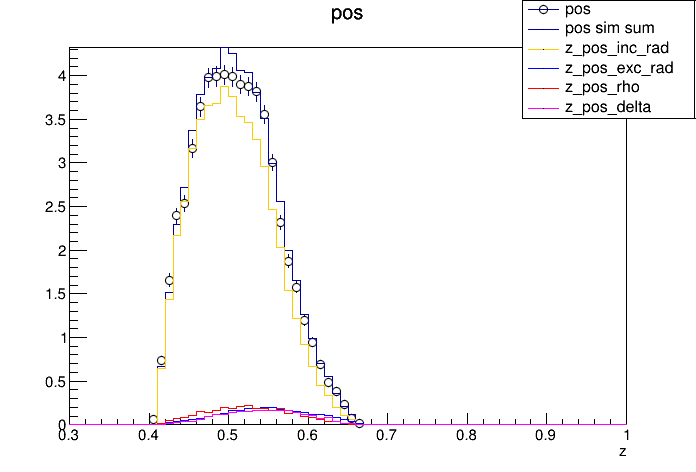 pos
pos
pos sim sum
z_pos_inc_rad
z_pos_exc_rad
z_pos_rho
z_pos_delta
4
3.5
3
2.5
2
1.5
1
0.5
0
0.3 0.4 0.5 0.6 0.7 0.8 0.9 1
z